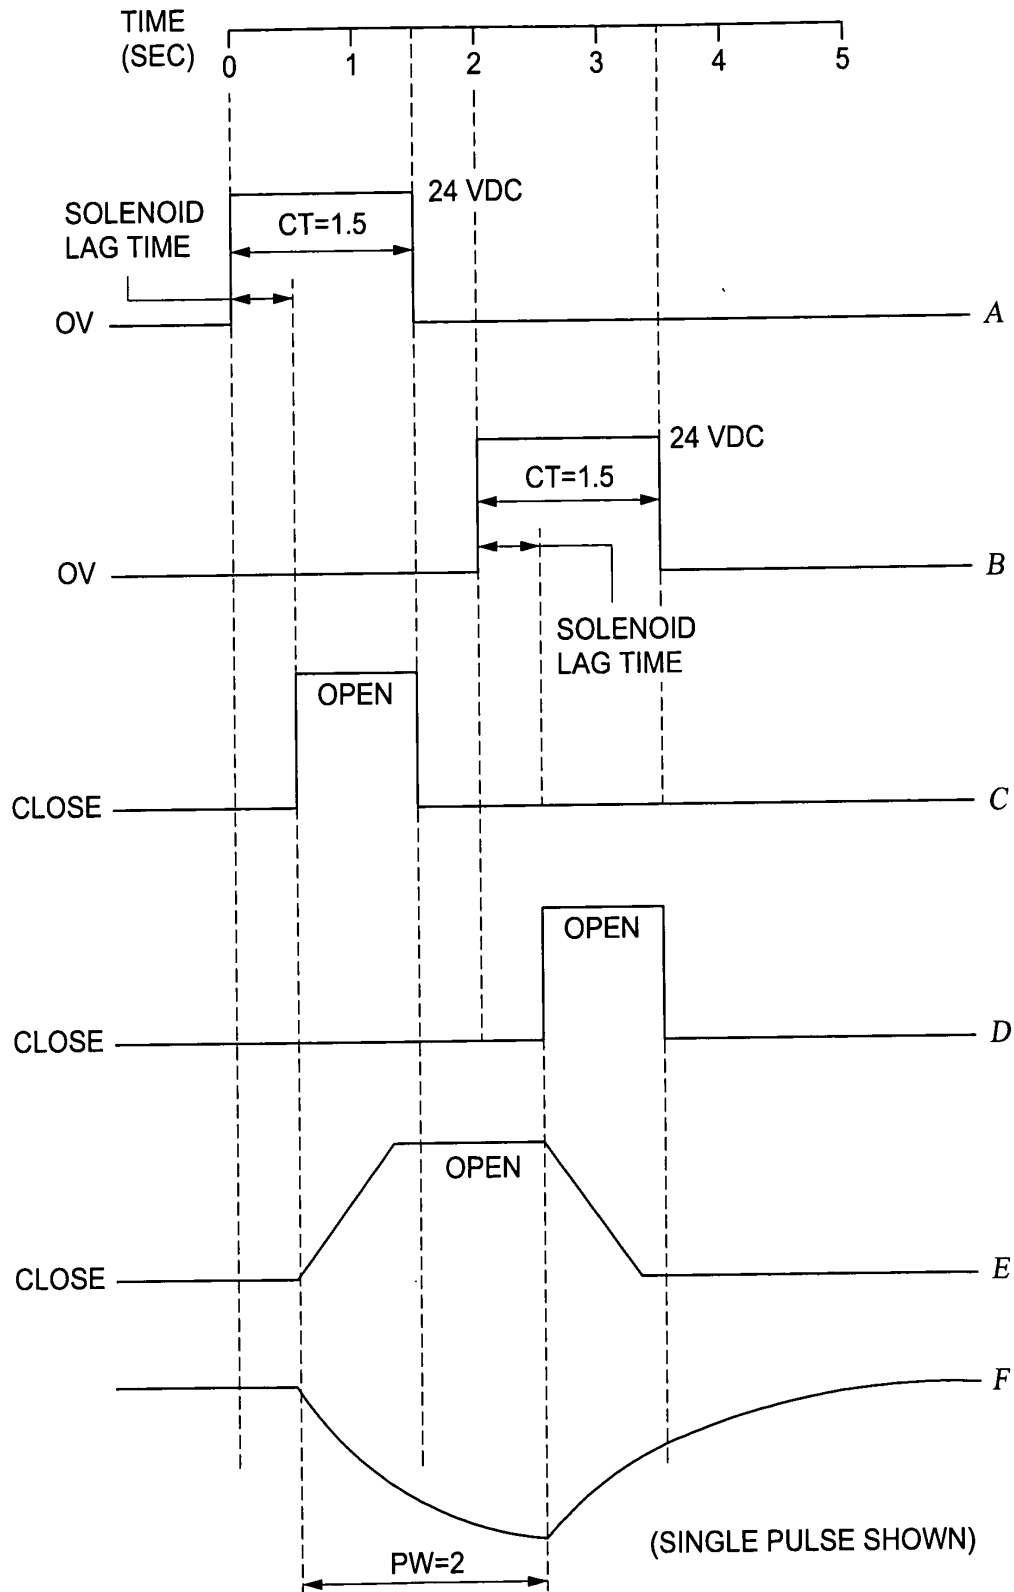 TIME
(SEC)
0 1 2 3 4 5
24 VDC
SOLENOID
LAG TIME
CT=1.5
OV
A
24 VDC
CT=1.5
OV
B
SOLENOID
LAG TIME
OPEN
CLOSE
C
OPEN
CLOSE
D
OPEN
CLOSE
E
F
(SINGLE PULSE SHOWN)
PW=2